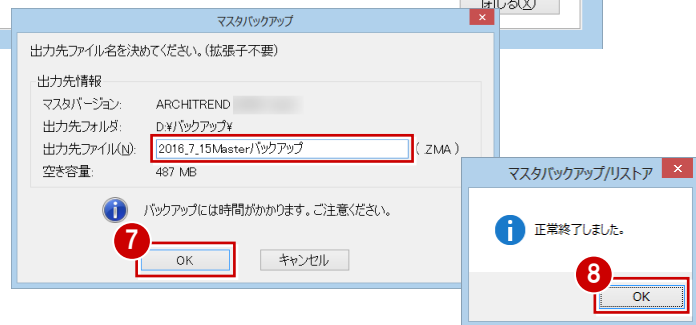 閉じる(X)
マスタバックアップ
出力先ファイル名を決めてください。(拡張子不要)
出力先情報
マスタバージョン: ARCHITREND
出力先フォルダ: D:¥バックアップ¥
出力先ファイル(N): 2016_7_15Masterバックアップ ( .ZMA )
空き容量: 487 MB
バックアップには時間がかかります。ご注意ください。
7
OK キャンセル
マスタバックアップ/リストア
正常終了しました。
8
OK